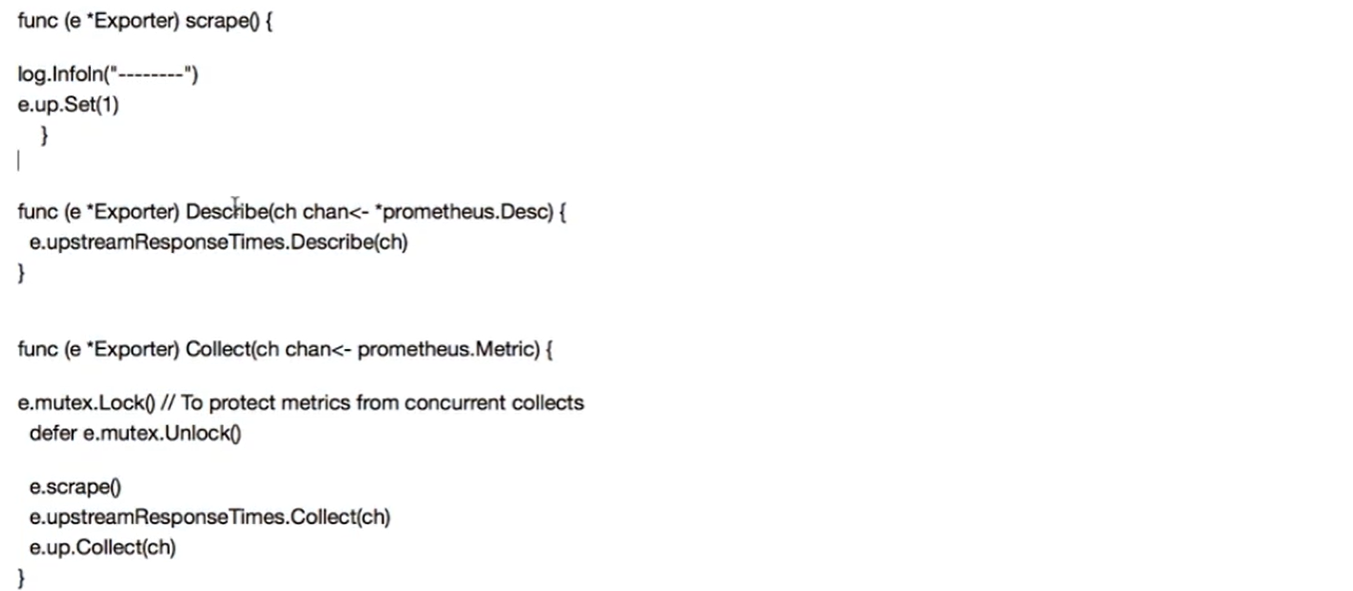 func (e *Exporter) scrape() {
log.Infoln("--------")
e.up.Set(1)
}
func (e *Exporter) Describe(ch chan<- *prometheus.Desc) {
e.upstreamResponseTimes.Describe(ch)
}
func (e *Exporter) Collect(ch chan<- prometheus.Metric) {
e.mutex.Lock() // To protect metrics from concurrent collects
defer e.mutex.Unlock()
e.scrape()
e.upstreamResponseTimes.Collect(ch)
e.up.Collect(ch)
}